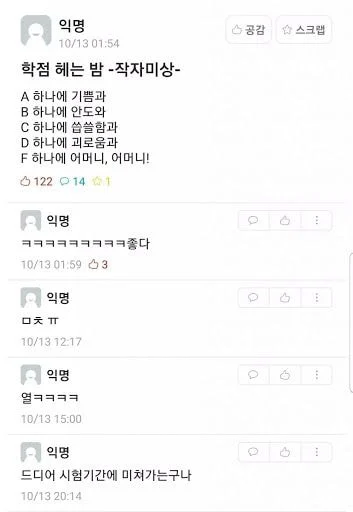 익명
10/13 01:54
공감
스크랩
학점 헤는 밤 -작자미상-
A 하나에 기쁨과
B 하나에 안도와
C 하나에 씁쓸함과
D 하나에 괴로움과
F 하나에 어머니, 어머니!
122 14 1
익명
ㅋㅋㅋㅋㅋㅋㅋㅋㅋ좋다
10/13 01:59 3
익명
ㅁㅊ ㅠ
10/13 12:17
익명
열ㅋㅋㅋㅋ
10/13 15:00
익명
드디어 시험기간에 미쳐가는구나
10/13 20:14